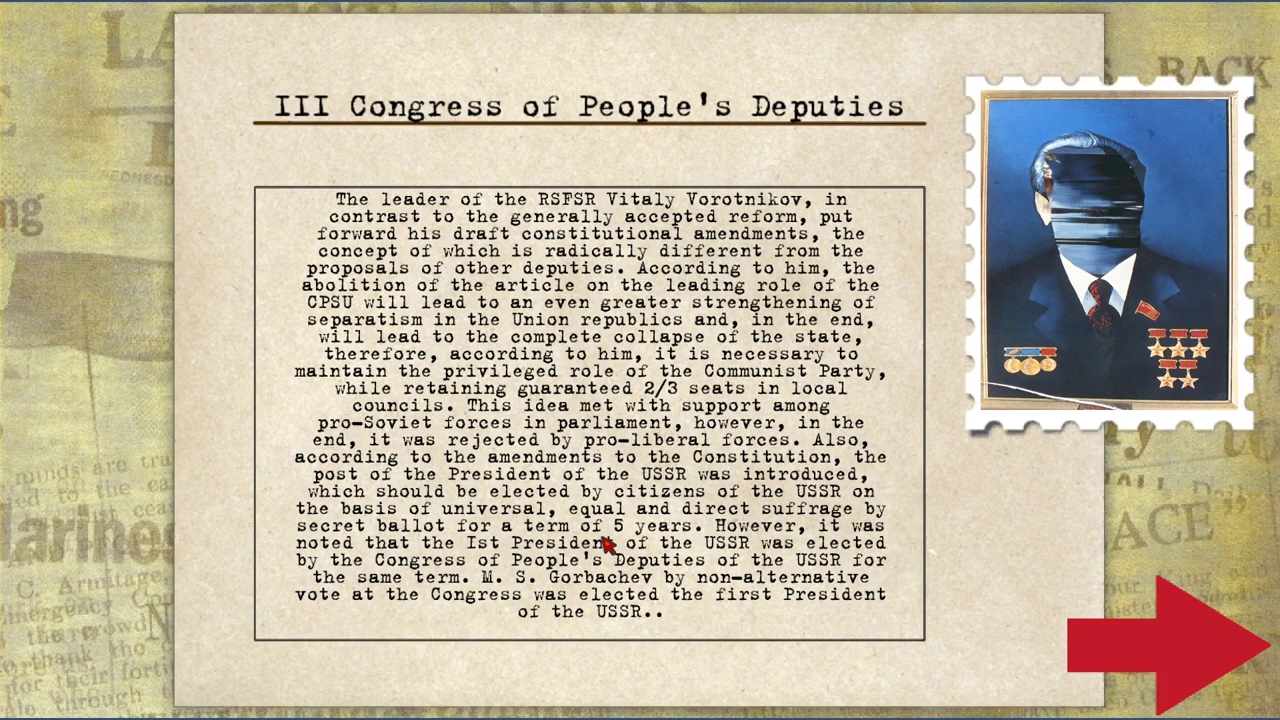 III Congress of People's Deputies
The leader of the RSFSR Vitaly Vorotnikov, in
contrast to the generally accepted reform, put
forward his draft constitutional amendments, the
concept of which is radically different from the
proposals of other deputies. According to him, the
abolition of the article on the leading role of the
CPSU will lead to an even greater strengthening of
separatism in the Union republics and, in the end,
will lead to the complete collapse of the state,
therefore, according to him, it is necessary to
maintain the privileged role of the Communist Party,
while retaining guaranteed 2/3 seats in local
councils. This idea met with support among
pro-Soviet forces in parliament, however, in the
end, it was rejected by pro-liberal forces. Also,
according to the amendments to the Constitution, the
post of the President of the USSR was introduced,
which should be elected by citizens of the USSR on
the basis of universal, equal and direct suffrage by
secret ballot for a term of 5 years. However, it was
noted that the Ist President of the USSR was elected
by the Congress of People's Deputies of the USSR for
the same term. M. S. Gorbachev by non-alternative
vote at the Congress was elected the first President
of the USSR..
BACK